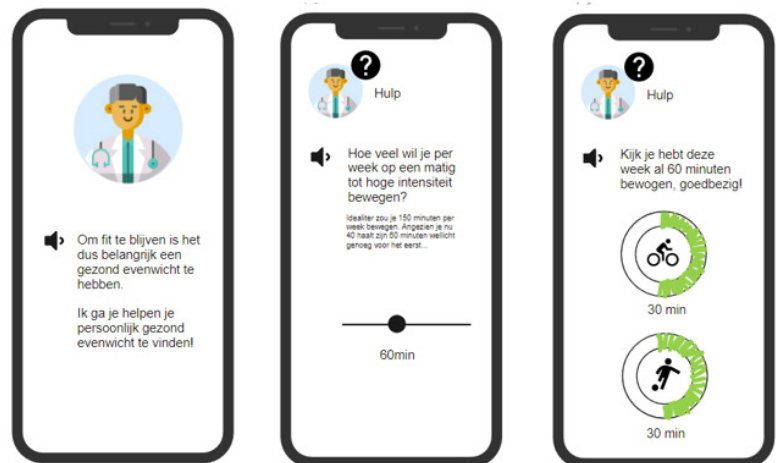 Om fit te blijven is het
dus belangrijk een
gezond evenwicht te
hebben.
Ik ga je helpen je
persoonlijk gezond
evenwicht te vinden!
?
Hulp
Hoe veel wil je per
week op een matig
tot hoge intensiteit
bewegen?
Idealiter zou je 150 minuten per
week bewegen. Angezien je nu
40 haalt zijn 60 minuten wellicht
genoeg voor het eerst...
60min
?
Hulp
Kijk je hebt deze
week al 60 minuten
bewogen, goedbezig!
30 min
30 min